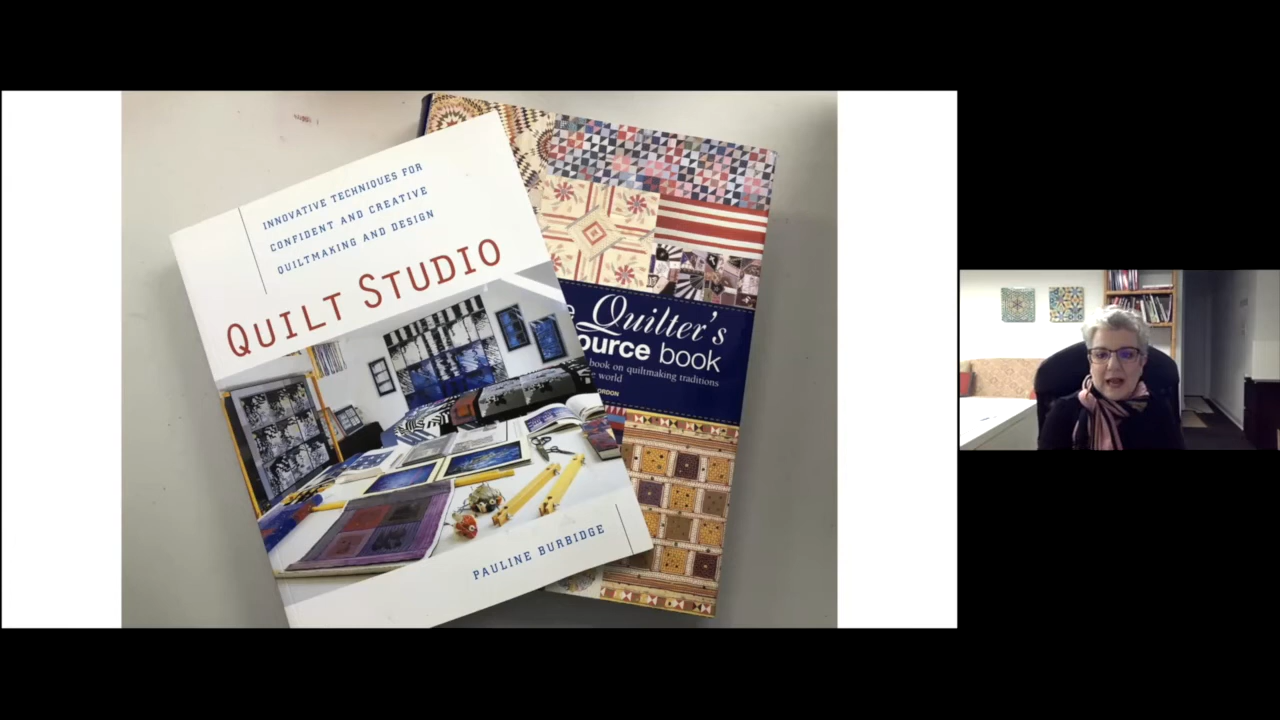 INNOVATIVE TECHNIQUES FOR
CONFIDENT AND CREATIVE
QUILTMAKING AND DESIGN
QUILT STUDIO
PAULINE BURBIDGE
e Quilter's
ource book
book on quiltmaking traditions
e world
ORDON